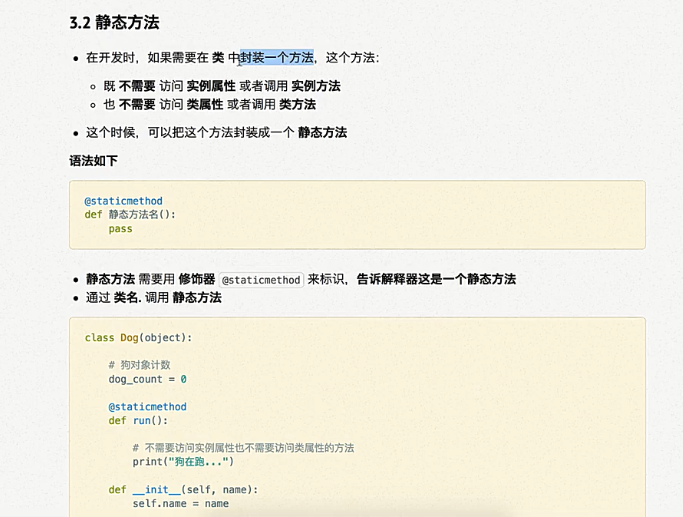 3.2 静态方法
• 在开发时，如果需要在 类 中封装一个方法，这个方法：
◦ 既 不需要 访问 实例属性 或者调用 实例方法
◦ 也 不需要 访问 类属性 或者调用 类方法
• 这个时候，可以把这个方法封装成一个 静态方法
语法如下
@staticmethod
def 静态方法名():
    pass
• 静态方法 需要用 修饰器 @staticmethod 来标识，告诉解释器这是一个静态方法
• 通过 类名. 调用 静态方法
class Dog(object):
    # 狗对象计数
    dog_count = 0
    @staticmethod
    def run():
        # 不需要访问实例属性也不需要访问类属性的方法
        print("狗在跑...")
    def __init__(self, name):
        self.name = name